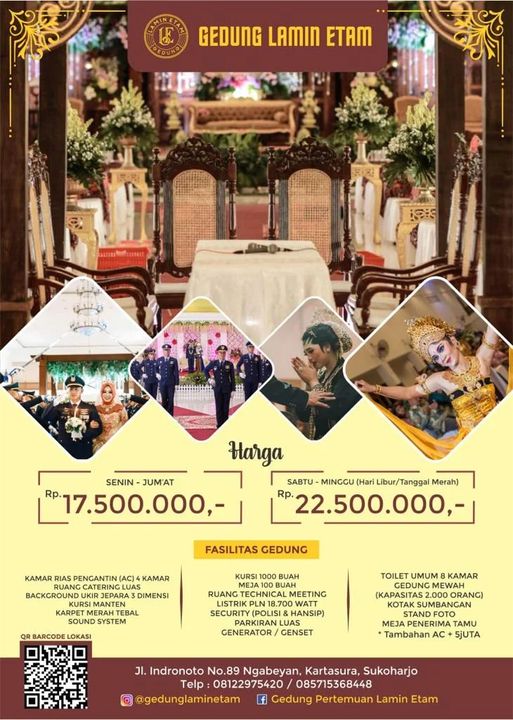 LAMIN ETAM
LE
GEDUNG
GEDUNG LAMIN ETAM
Harga
SENIN - JUM'AT
Rp. 17.500.000,-
SABTU - MINGGU (Hari Libur/Tanggal Merah)
Rp. 22.500.000,-
FASILITAS GEDUNG
KAMAR RIAS PENGANTIN (AC) 4 KAMAR
RUANG CATERING LUAS
BACKGROUND UKIR JEPARA 3 DIMENSI
KURSI MANTEN
KARPET MERAH TEBAL
SOUND SYSTEM
KURSI 1000 BUAH
MEJA 100 BUAH
RUANG TECHNICAL MEETING
LISTRIK PLN 18.700 WATT
SECURITY (POLISI & HANSIP)
PARKIRAN LUAS
GENERATOR / GENSET
TOILET UMUM 8 KAMAR
GEDUNG MEWAH
(KAPASITAS 2.000 ORANG)
KOTAK SUMBANGAN
STAND FOTO
MEJA PENERIMA TAMU
* Tambahan AC + 5jUTA
QR BARCODE LOKASI
Jl. Indronoto No.89 Ngabeyan, Kartasura, Sukoharjo
Telp : 08122975420 / 085715368448
@gedunglaminetam
Gedung Pertemuan Lamin Etam